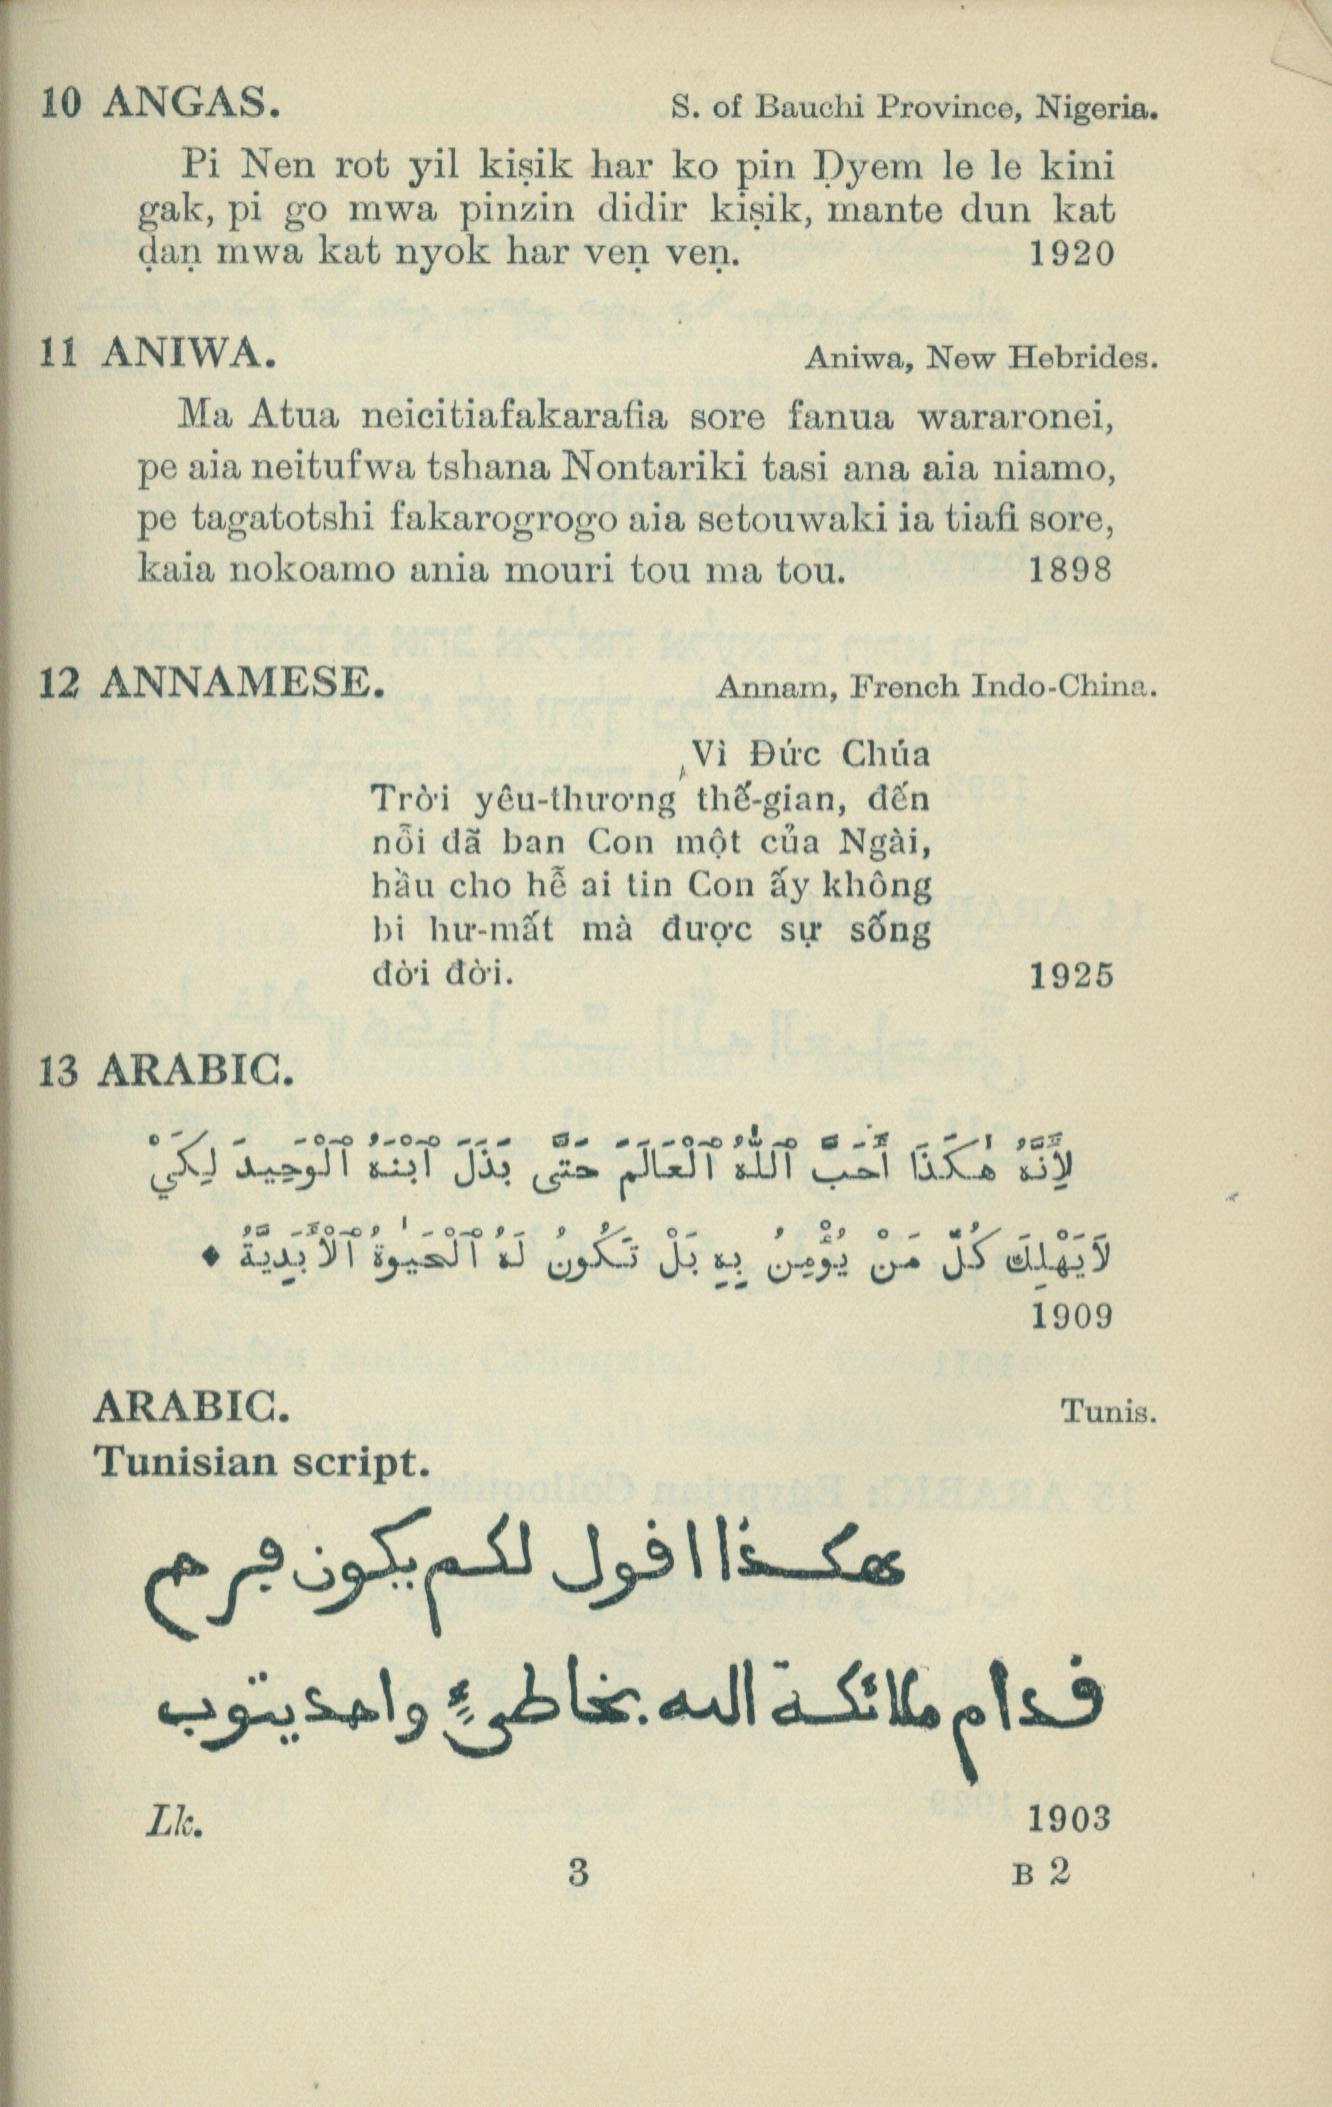 10 ANGAS. S. of Bauchi Province, Nigeria.
Pi Nen rot yil kiṣik har ko pin Ḍyem le le kini
gak, pi go mwa pinzin didir kiṣik, mante dun kat
ḍaṇ mwa kat nyok har veṇ veṇ. 1920
11 ANIWA. Aniwa, New Hebrides.
Ma Atua neicitiafakarafia sore fanua wararonei,
pe aia neitufwa tshana Nontariki tasi ana aia niamo,
pe tagatotshi fakarogrogo aia setouwaki ia tiafi sore,
kaia nokoamo ania mouri tou ma tou. 1898
12 ANNAMESE. Annam, French Indo-China.
Vì Đức Chúa
Trời yêu-thương thế-gian, đến
nỗi đã ban Con một của Ngài,
hầu cho hễ ai tin Con ấy không
bi hư-mất mà được sự sống
đời đời. 1925
13 ARABIC.
لِأَنَّهُ هٰكَذَا أَحَبَّ ٱللّٰهُ ٱلْعَالَمَ حَتَّى بَذَلَ ٱبْنَهُ ٱلْوَحِيدَ لِكَيْ
لَا يَهْلِكَ كُلُّ مَنْ يُؤْمِنُ بِهِ بَلْ تَكُونُ لَهُ ٱلْحَيٰوةُ ٱلْأَبَدِيَّةُ ♦
1909
ARABIC. Tunis.
Tunisian script.
هكذا اڧول لكم يكون ڢرح
ڧدام ملائكة الله بخاطىءٍ واحد يتوب
Lk. 1903
3 B 2